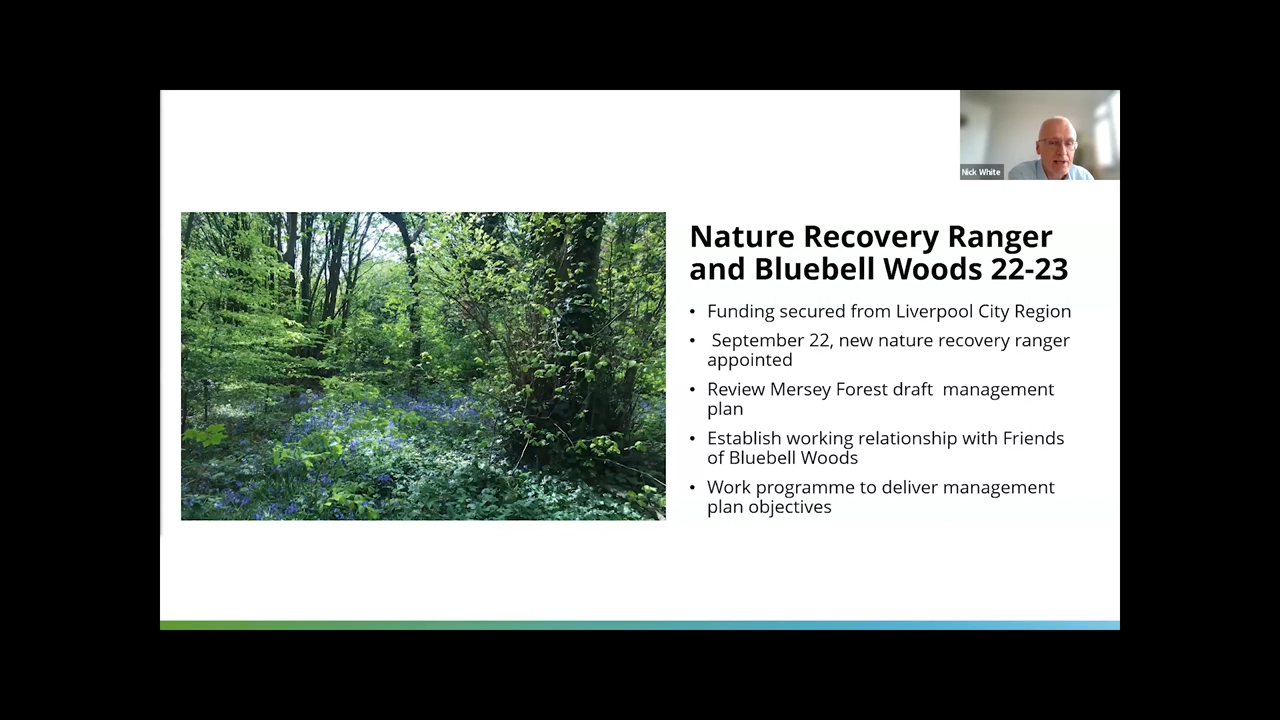 Nick White
Nature Recovery Ranger
and Bluebell Woods 22-23
• Funding secured from Liverpool City Region
• September 22, new nature recovery ranger
appointed
• Review Mersey Forest draft  management
plan
• Establish working relationship with Friends
of Bluebell Woods
• Work programme to deliver management
plan objectives